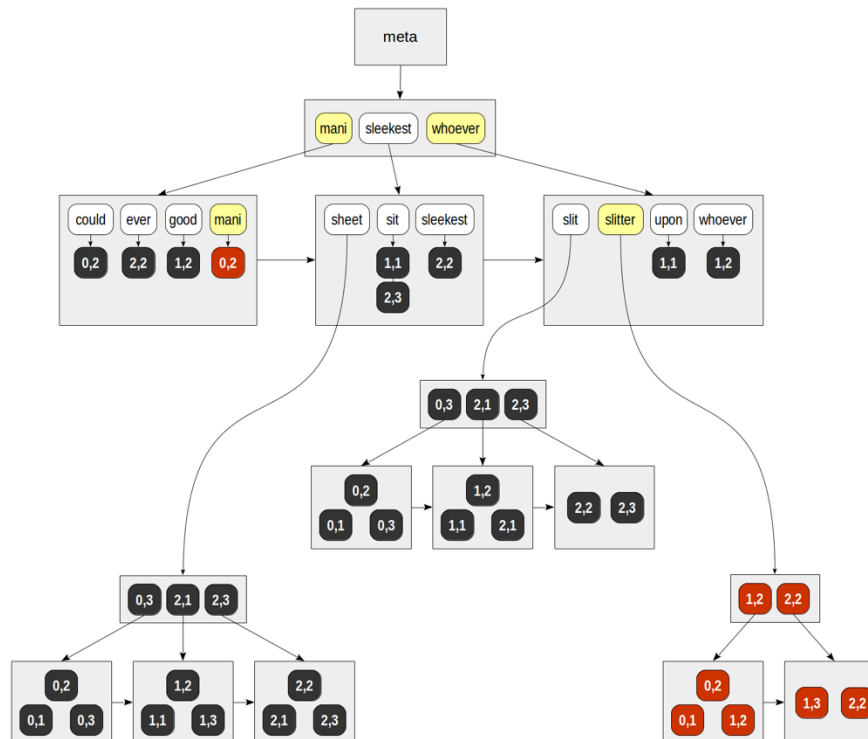 meta
mani sleekest whoever
could ever good mani sheet sit sleekest slit slitter upon whoever
0,2 2,2 1,2 0,2 1,1 2,2 1,1 1,2
2,3
0,3 2,1 2,3
0,2 1,2
2,2 2,3
0,1 0,3 1,1 2,1
0,3 2,1 2,3 1,2 2,2
0,2 1,2 2,2 0,2
1,3 2,2
0,1 0,3 1,1 1,3 2,1 2,3 0,1 1,2